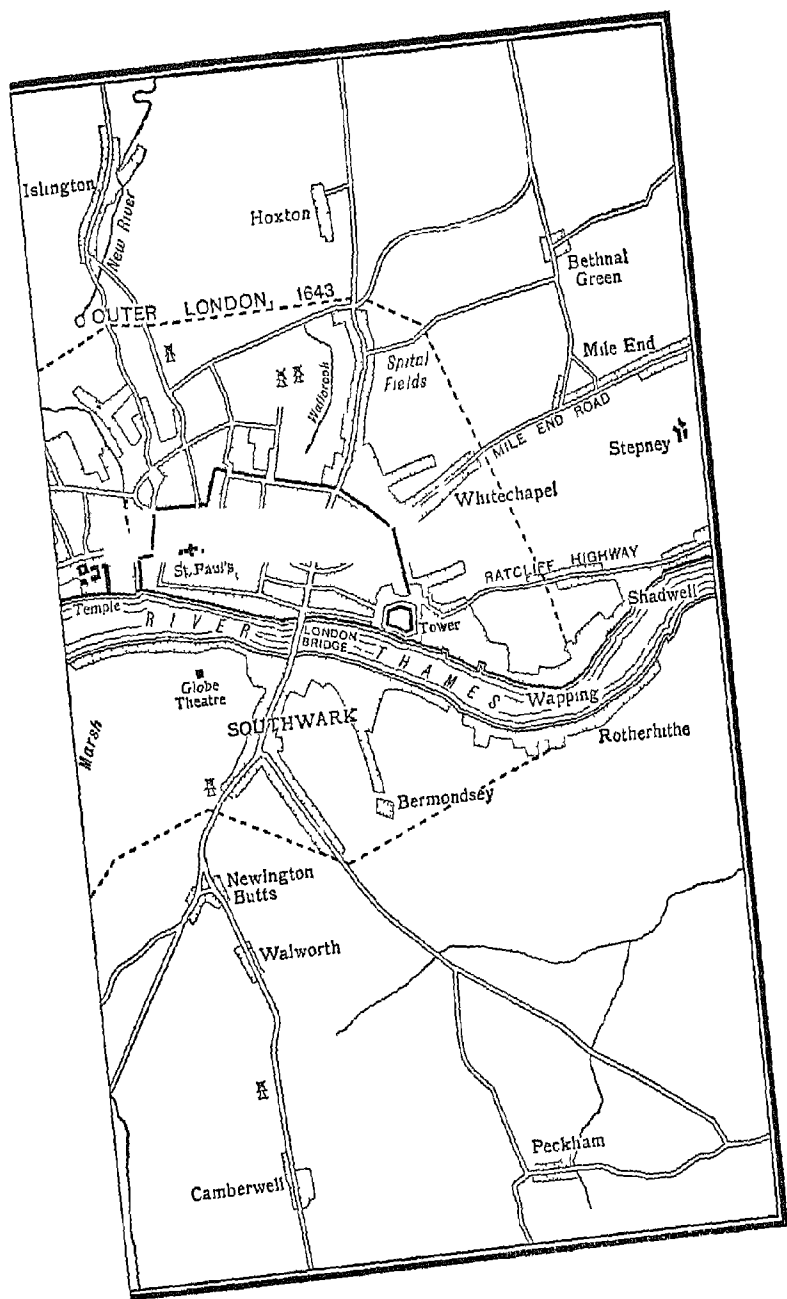 Islington
New River
Hoxton
Bethnal
Green
OUTER LONDON, 1643
Mile End
Spital
Fields
Wallbrook
MILE END ROAD
Stepney
Whitechapel
St. Paul's
RATCLIFF HIGHWAY
Shadwell
Temple
Tower
RIVER THAMES
LONDON
BRIDGE
Globe
Theatre
Wapping
SOUTHWARK
Rotherhithe
Marsh
Bermondsey
Newington
Butts
Walworth
Peckham
Camberwell